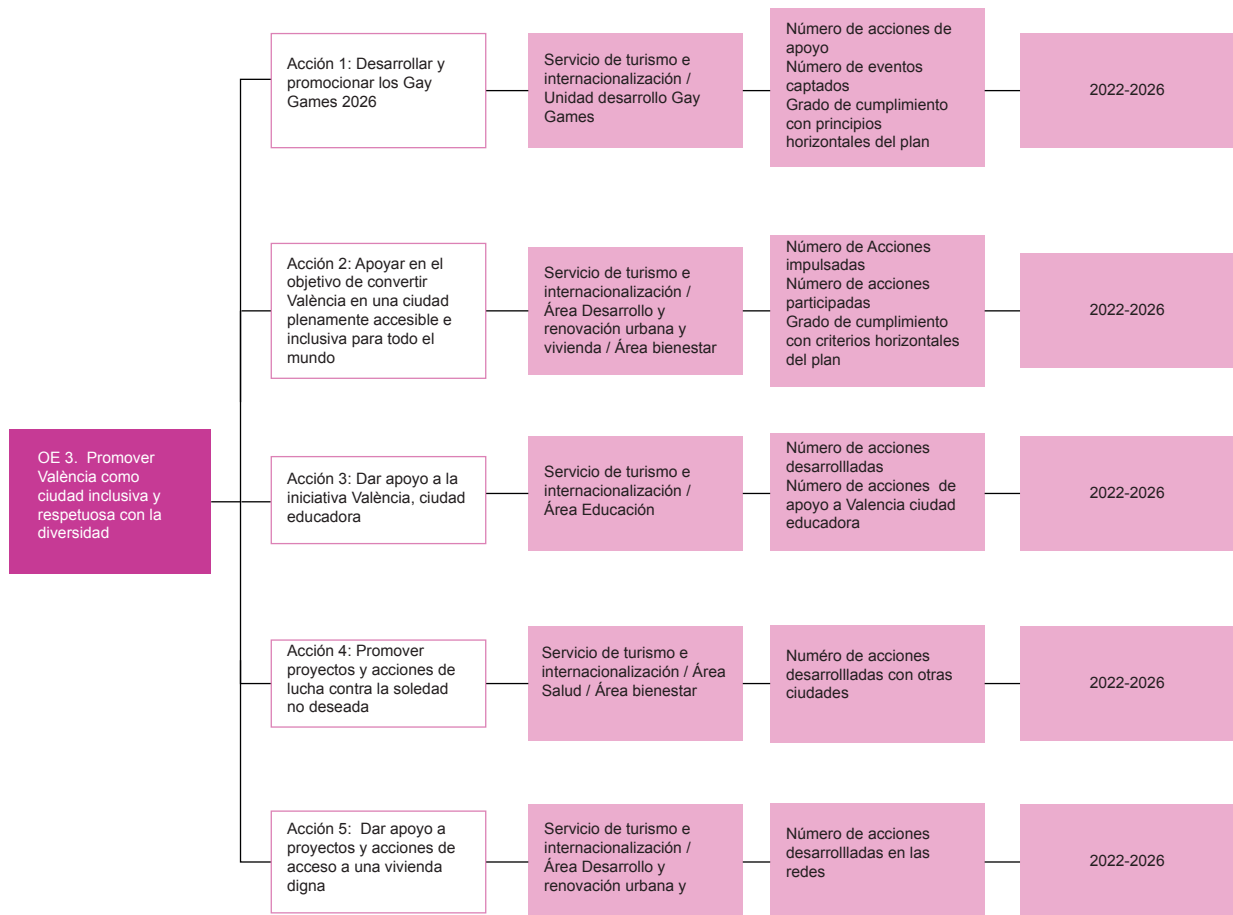 Acción 1: Desarrollar y
promocionar los Gay
Games 2026
Servicio de turismo e
internacionalización /
Unidad desarrollo Gay
Games
Número de acciones de
apoyo
Número de eventos
captados
Grado de cumplimiento
con principios
horizontales del plan
2022-2026
Acción 2: Apoyar en el
objetivo de convertir
València en una ciudad
plenamente accesible e
inclusiva para todo el
mundo
Servicio de turismo e
internacionalización /
Área Desarrollo y
renovación urbana y
vivienda / Área bienestar
Número de Acciones
impulsadas
Número de acciones
participadas
Grado de cumplimiento
con criterios horizontales
del plan
2022-2026
OE 3.  Promover
València como
ciudad inclusiva y
respetuosa con la
diversidad
Acción 3: Dar apoyo a la
iniciativa València, ciudad
educadora
Servicio de turismo e
internacionalización /
Área Educación
Número de acciones
desarrollladas
Número de acciones  de
apoyo a Valencia ciudad
educadora
2022-2026
Acción 4: Promover
proyectos y acciones de
lucha contra la soledad
no deseada
Servicio de turismo e
internacionalización / Área
Salud / Área bienestar
Numéro de acciones
desarrollladas con otras
ciudades
2022-2026
Acción 5:  Dar apoyo a
proyectos y acciones de
acceso a una vivienda
digna
Servicio de turismo e
internacionalización /
Área Desarrollo y
renovación urbana y
Número de acciones
desarrollladas en las
redes
2022-2026